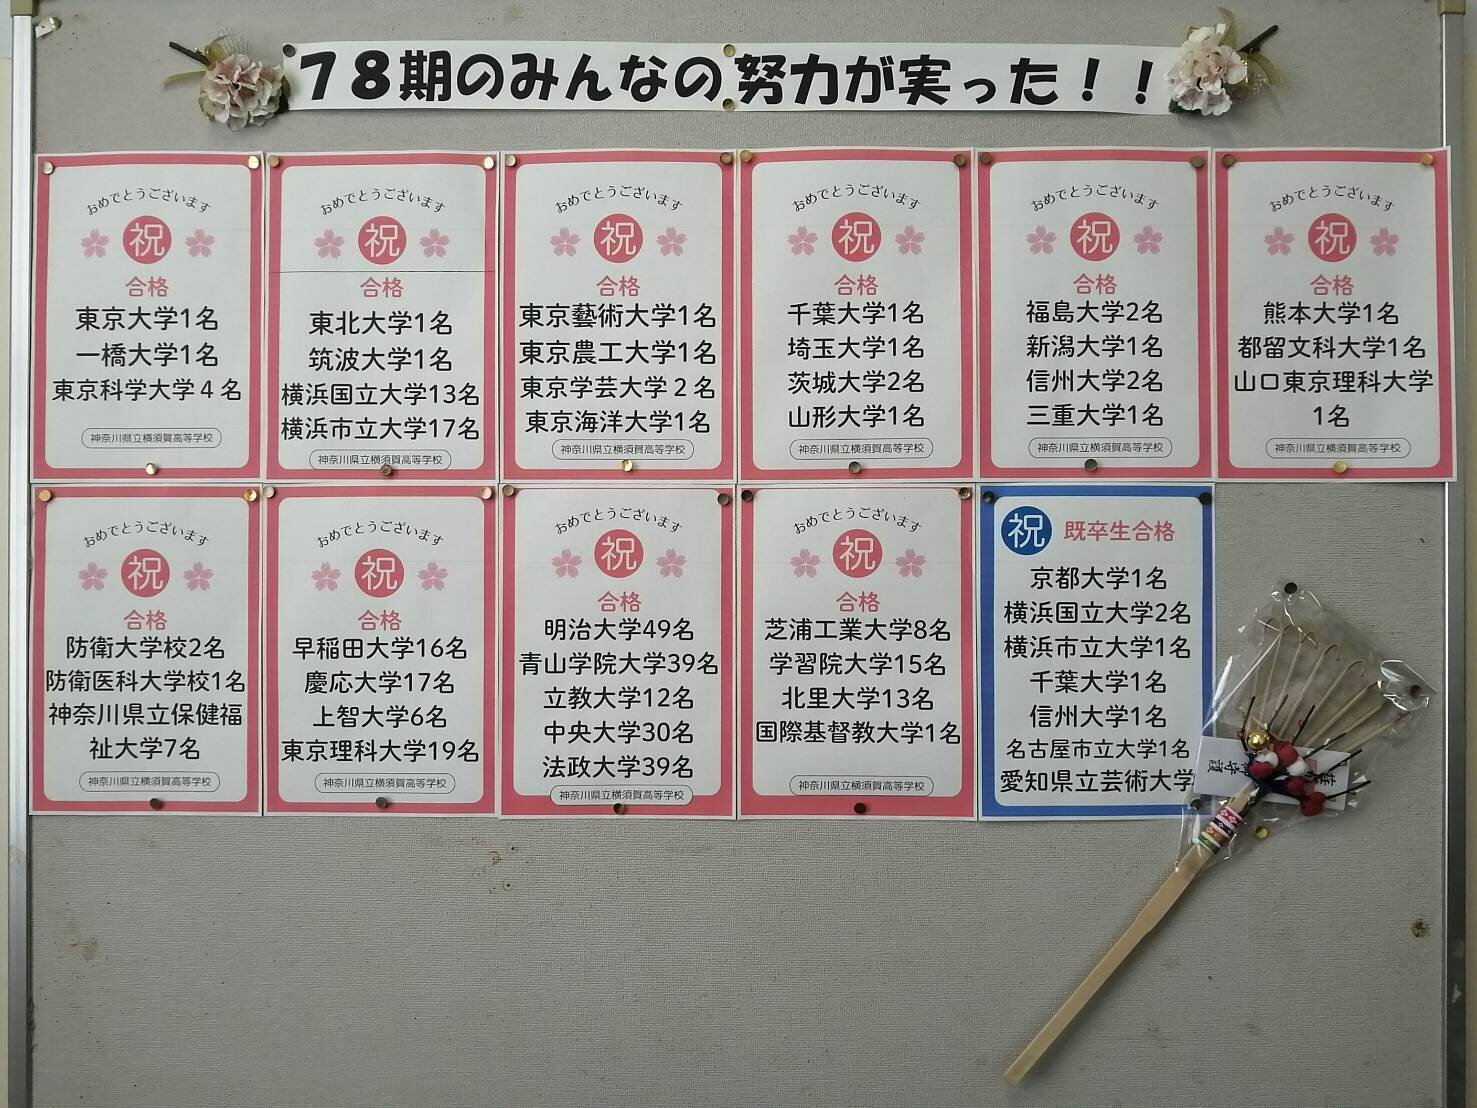 78期のみんなの努力が実った！！
おめでとうございます
祝
合格
東京大学1名
一橋大学1名
東京科学大学４名
神奈川県立横須賀高等学校
おめでとうございます
祝
合格
東北大学1名
筑波大学1名
横浜国立大学13名
横浜市立大学17名
神奈川県立横須賀高等学校
おめでとうございます
祝
合格
東京藝術大学1名
東京農工大学1名
東京学芸大学２名
東京海洋大学1名
神奈川県立横須賀高等学校
おめでとうございます
祝
合格
千葉大学1名
埼玉大学1名
茨城大学2名
山形大学1名
神奈川県立横須賀高等学校
おめでとうございます
祝
合格
福島大学2名
新潟大学1名
信州大学2名
三重大学1名
神奈川県立横須賀高等学校
おめでとうございます
祝
合格
熊本大学1名
都留文科大学1名
山口東京理科大学
1名
神奈川県立横須賀高等学校
おめでとうございます
祝
合格
防衛大学校2名
防衛医科大学校1名
神奈川県立保健福
祉大学7名
神奈川県立横須賀高等学校
おめでとうございます
祝
合格
早稲田大学16名
慶応大学17名
上智大学6名
東京理科大学19名
神奈川県立横須賀高等学校
おめでとうございます
祝
合格
明治大学49名
青山学院大学39名
立教大学12名
中央大学30名
法政大学39名
神奈川県立横須賀高等学校
おめでとうございます
祝
合格
芝浦工業大学8名
学習院大学15名
北里大学13名
国際基督教大学1名
神奈川県立横須賀高等学校
祝 既卒生合格
京都大学1名
横浜国立大学2名
横浜市立大学1名
千葉大学1名
信州大学1名
名古屋市立大学1名
愛知県立芸術大学